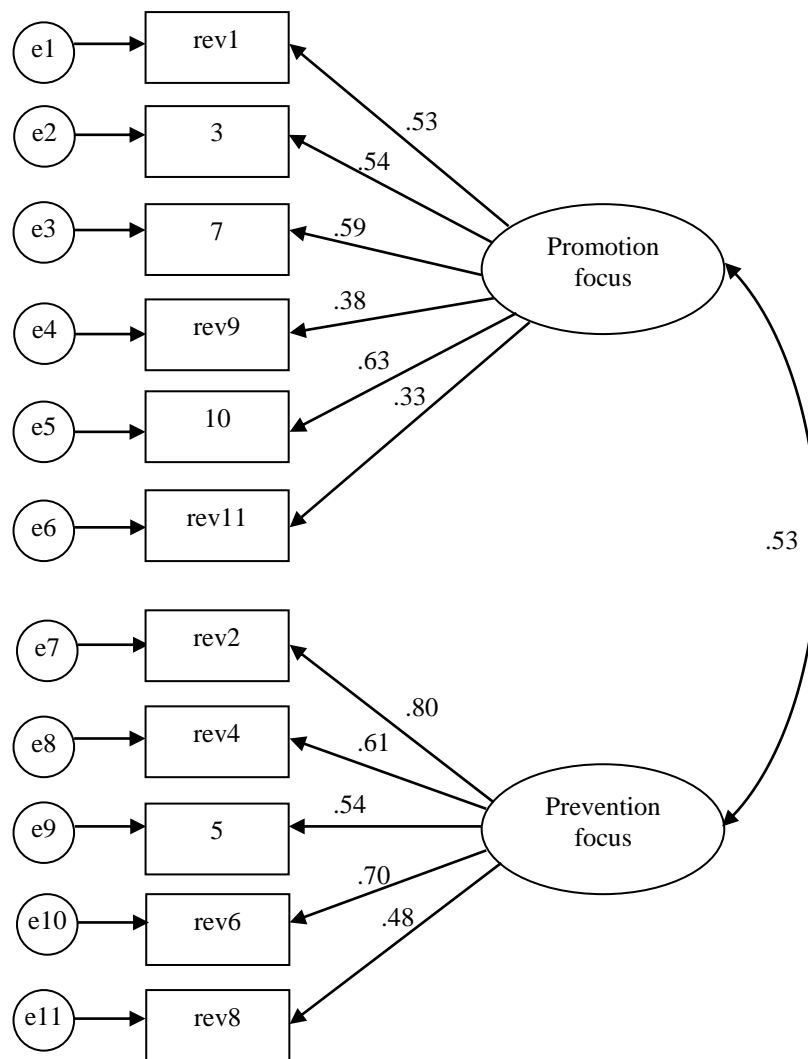 e1
rev1
.53
e2
3
.54
e3
7
.59
Promotion
focus
e4
rev9
.38
e5
10
.63
e6
rev11
.33
.53
e7
rev2
.80
e8
rev4
.61
e9
5
.54
Prevention
focus
e10
rev6
.70
e11
rev8
.48